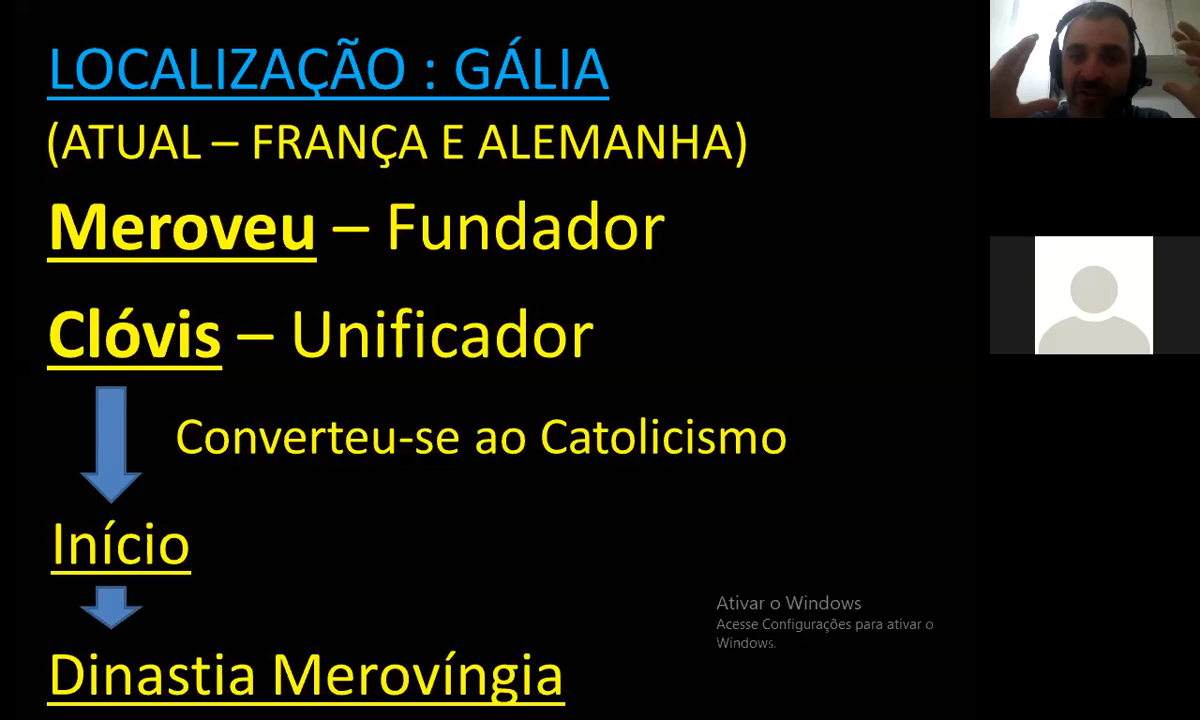 LOCALIZAÇÃO : GÁLIA
(ATUAL – FRANÇA E ALEMANHA)
Meroveu – Fundador
Clóvis – Unificador
Converteu-se ao Catolicismo
Início
Dinastia Merovíngia
Ativar o Windows
Acesse Configurações para ativar o
Windows.